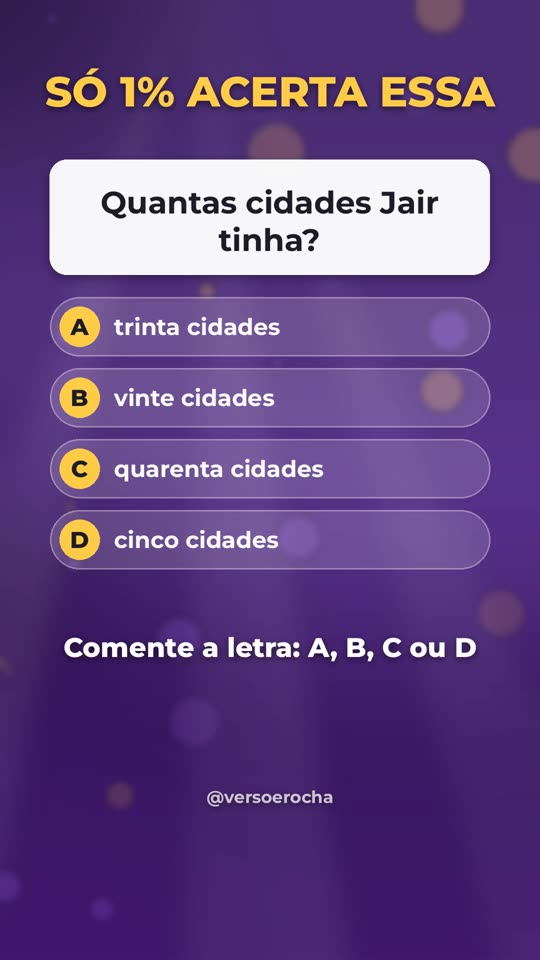 SÓ 1% ACERTA ESSA
Quantas cidades Jair
tinha?
A trinta cidades
B vinte cidades
C quarenta cidades
D cinco cidades
Comente a letra: A, B, C ou D
@versoerocha